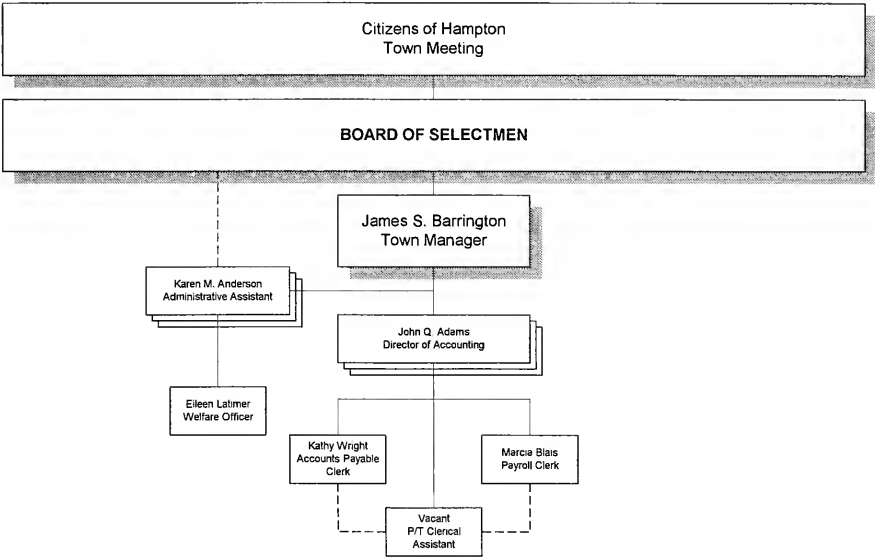 Citizens of Hampton
Town Meeting
BOARD OF SELECTMEN
James S. Barrington
Town Manager
Karen M. Anderson
Administrative Assistant
John Q. Adams
Director of Accounting
Eileen Latimer
Welfare Officer
Kathy Wright
Accounts Payable
Clerk
Marcia Blais
Payroll Clerk
Vacant
P/T Clerical
Assistant